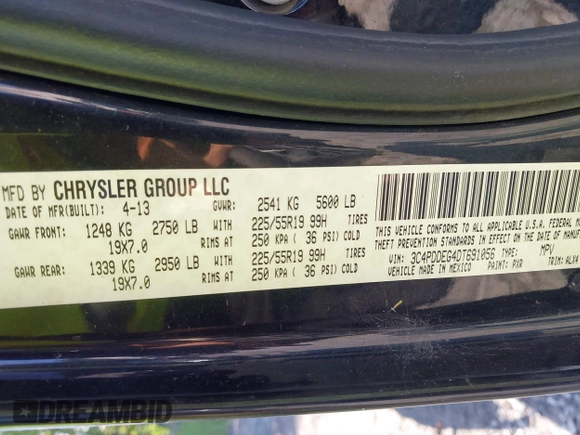 MFD BY CHRYSLER GROUP LLC
DATE OF MFR(BUILT): 4-13 GVWR: 2541 KG 5600 LB
GAWR FRONT: 1248 KG 2750 LB WITH 225/55R19 99H TIRES
19X7.0 RIMS AT 250 KPA ( 36 PSI) COLD
GAWR REAR: 1339 KG 2950 LB WITH 225/55R19 99H TIRES
19X7.0 RIMS AT 250 KPA ( 36 PSI) COLD
THIS VEHICLE CONFORMS TO ALL APPLICABLE U.S.A. FEDERAL
THEFT PREVENTION STANDARDS IN EFFECT ON THE DATE OF MANUF
VIN: 3C4PDDEG4DT691056 TYPE: MPV
VEHICLE MADE IN MEXICO PAINT: PXR TRIM: ALX4
DREAMBID